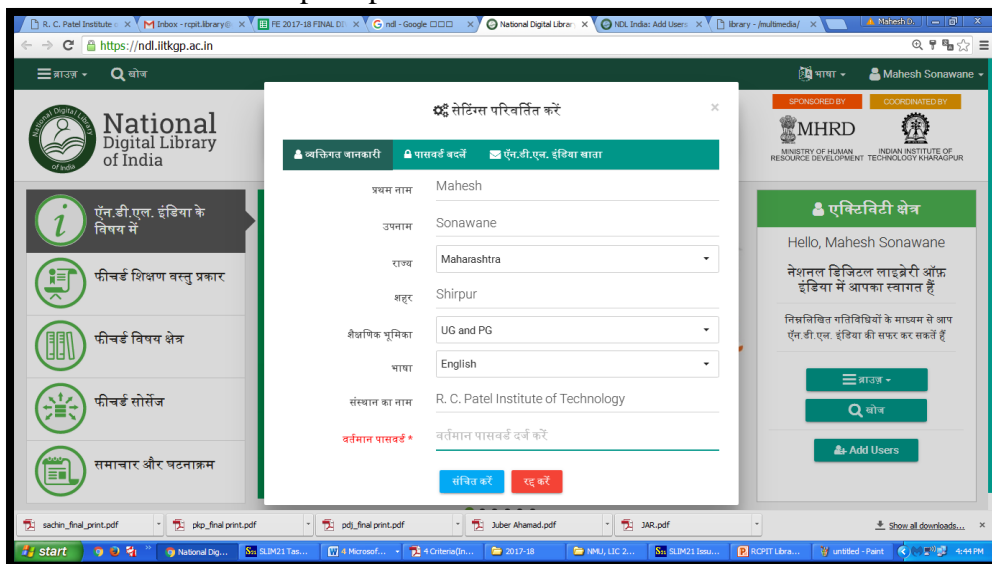 R. C. Patel Institute
Inbox - rcpit.library@
FE 2017-18 FINAL DI
ndl - Google
National Digital Librar
NDL India: Add Users
library - /multimedia/
Mahesh D.
https://ndl.iitkgp.ac.in
ब्राउज़
खोज
भाषा
Mahesh Sonawane
National
Digital Library
of India
सेटिंग्स परिवर्तित करें
×
SPONSORED BY
COORDINATED BY
MHRD
MINISTRY OF HUMAN
RESOURCE DEVELOPMENT
INDIAN INSTITUTE OF
TECHNOLOGY KHARAGPUR
व्यक्तिगत जानकारी
पासवर्ड बदलें
एॅन.डी.एल. इंडिया खाता
प्रथम नाम
Mahesh
उपनाम
Sonawane
राज्य
Maharashtra
शहर
Shirpur
शैक्षणिक भूमिका
UG and PG
भाषा
English
संस्थान का नाम
R. C. Patel Institute of Technology
वर्तमान पासवर्ड *
वर्तमान पासवर्ड दर्ज करें
संचित करें
रद्द करें
एॅन.डी.एल. इंडिया के
विषय में
फीचर्ड शिक्षण वस्तु प्रकार
फीचर्ड विषय क्षेत्र
फीचर्ड सोर्सेज
समाचार और घटनाक्रम
एक्टिविटी क्षेत्र
Hello, Mahesh Sonawane
नेशनल डिजिटल लाइब्रेरी ऑफ़
इंडिया में आपका स्वागत हैं
निम्नलिखित गतिविधियों के माध्यम से आप
एॅन.डी.एल. इंडिया की सफर कर सकतें हैं
ब्राउज़
खोज
Add Users
sachin_final_print.pdf
pkp_final print.pdf
pdj_final print.pdf
Juber Ahamad.pdf
JAR.pdf
Show all downloads...
start
National Dig...
SLIM21 Tas...
4 Microsof...
4 Criteria(In...
2017-18
NMU, LIC 2...
SLIM21 Issu...
RCPIT Libra...
untitled - Paint
4:44 PM